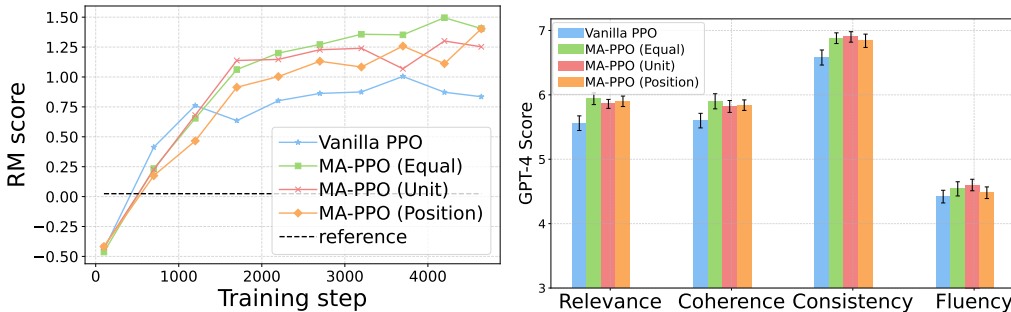 1.50
1.25
1.00
0.75
0.50
0.25
0.00
−0.25
−0.50
RM score
0
1000
2000
3000
4000
Training step
Vanilla PPO
MA-PPO (Equal)
MA-PPO (Unit)
MA-PPO (Position)
reference
7
6
5
4
3
GPT-4 Score
Vanilla PPO
MA-PPO (Equal)
MA-PPO (Unit)
MA-PPO (Position)
Relevance
Coherence
Consistency
Fluency